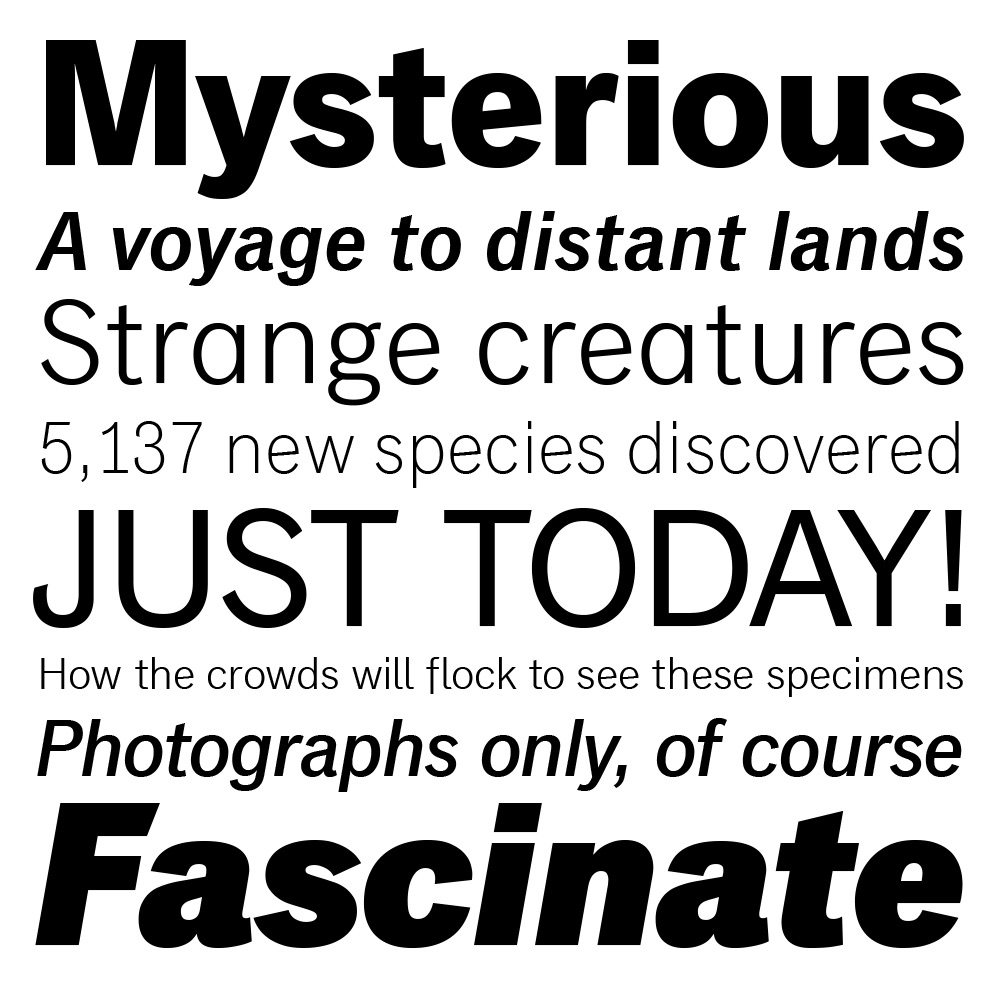 Mysterious
A voyage to distant lands
Strange creatures
5,137 new species discovered
JUST TODAY!
How the crowds will flock to see these specimens
Photographs only, of course
Fascinate